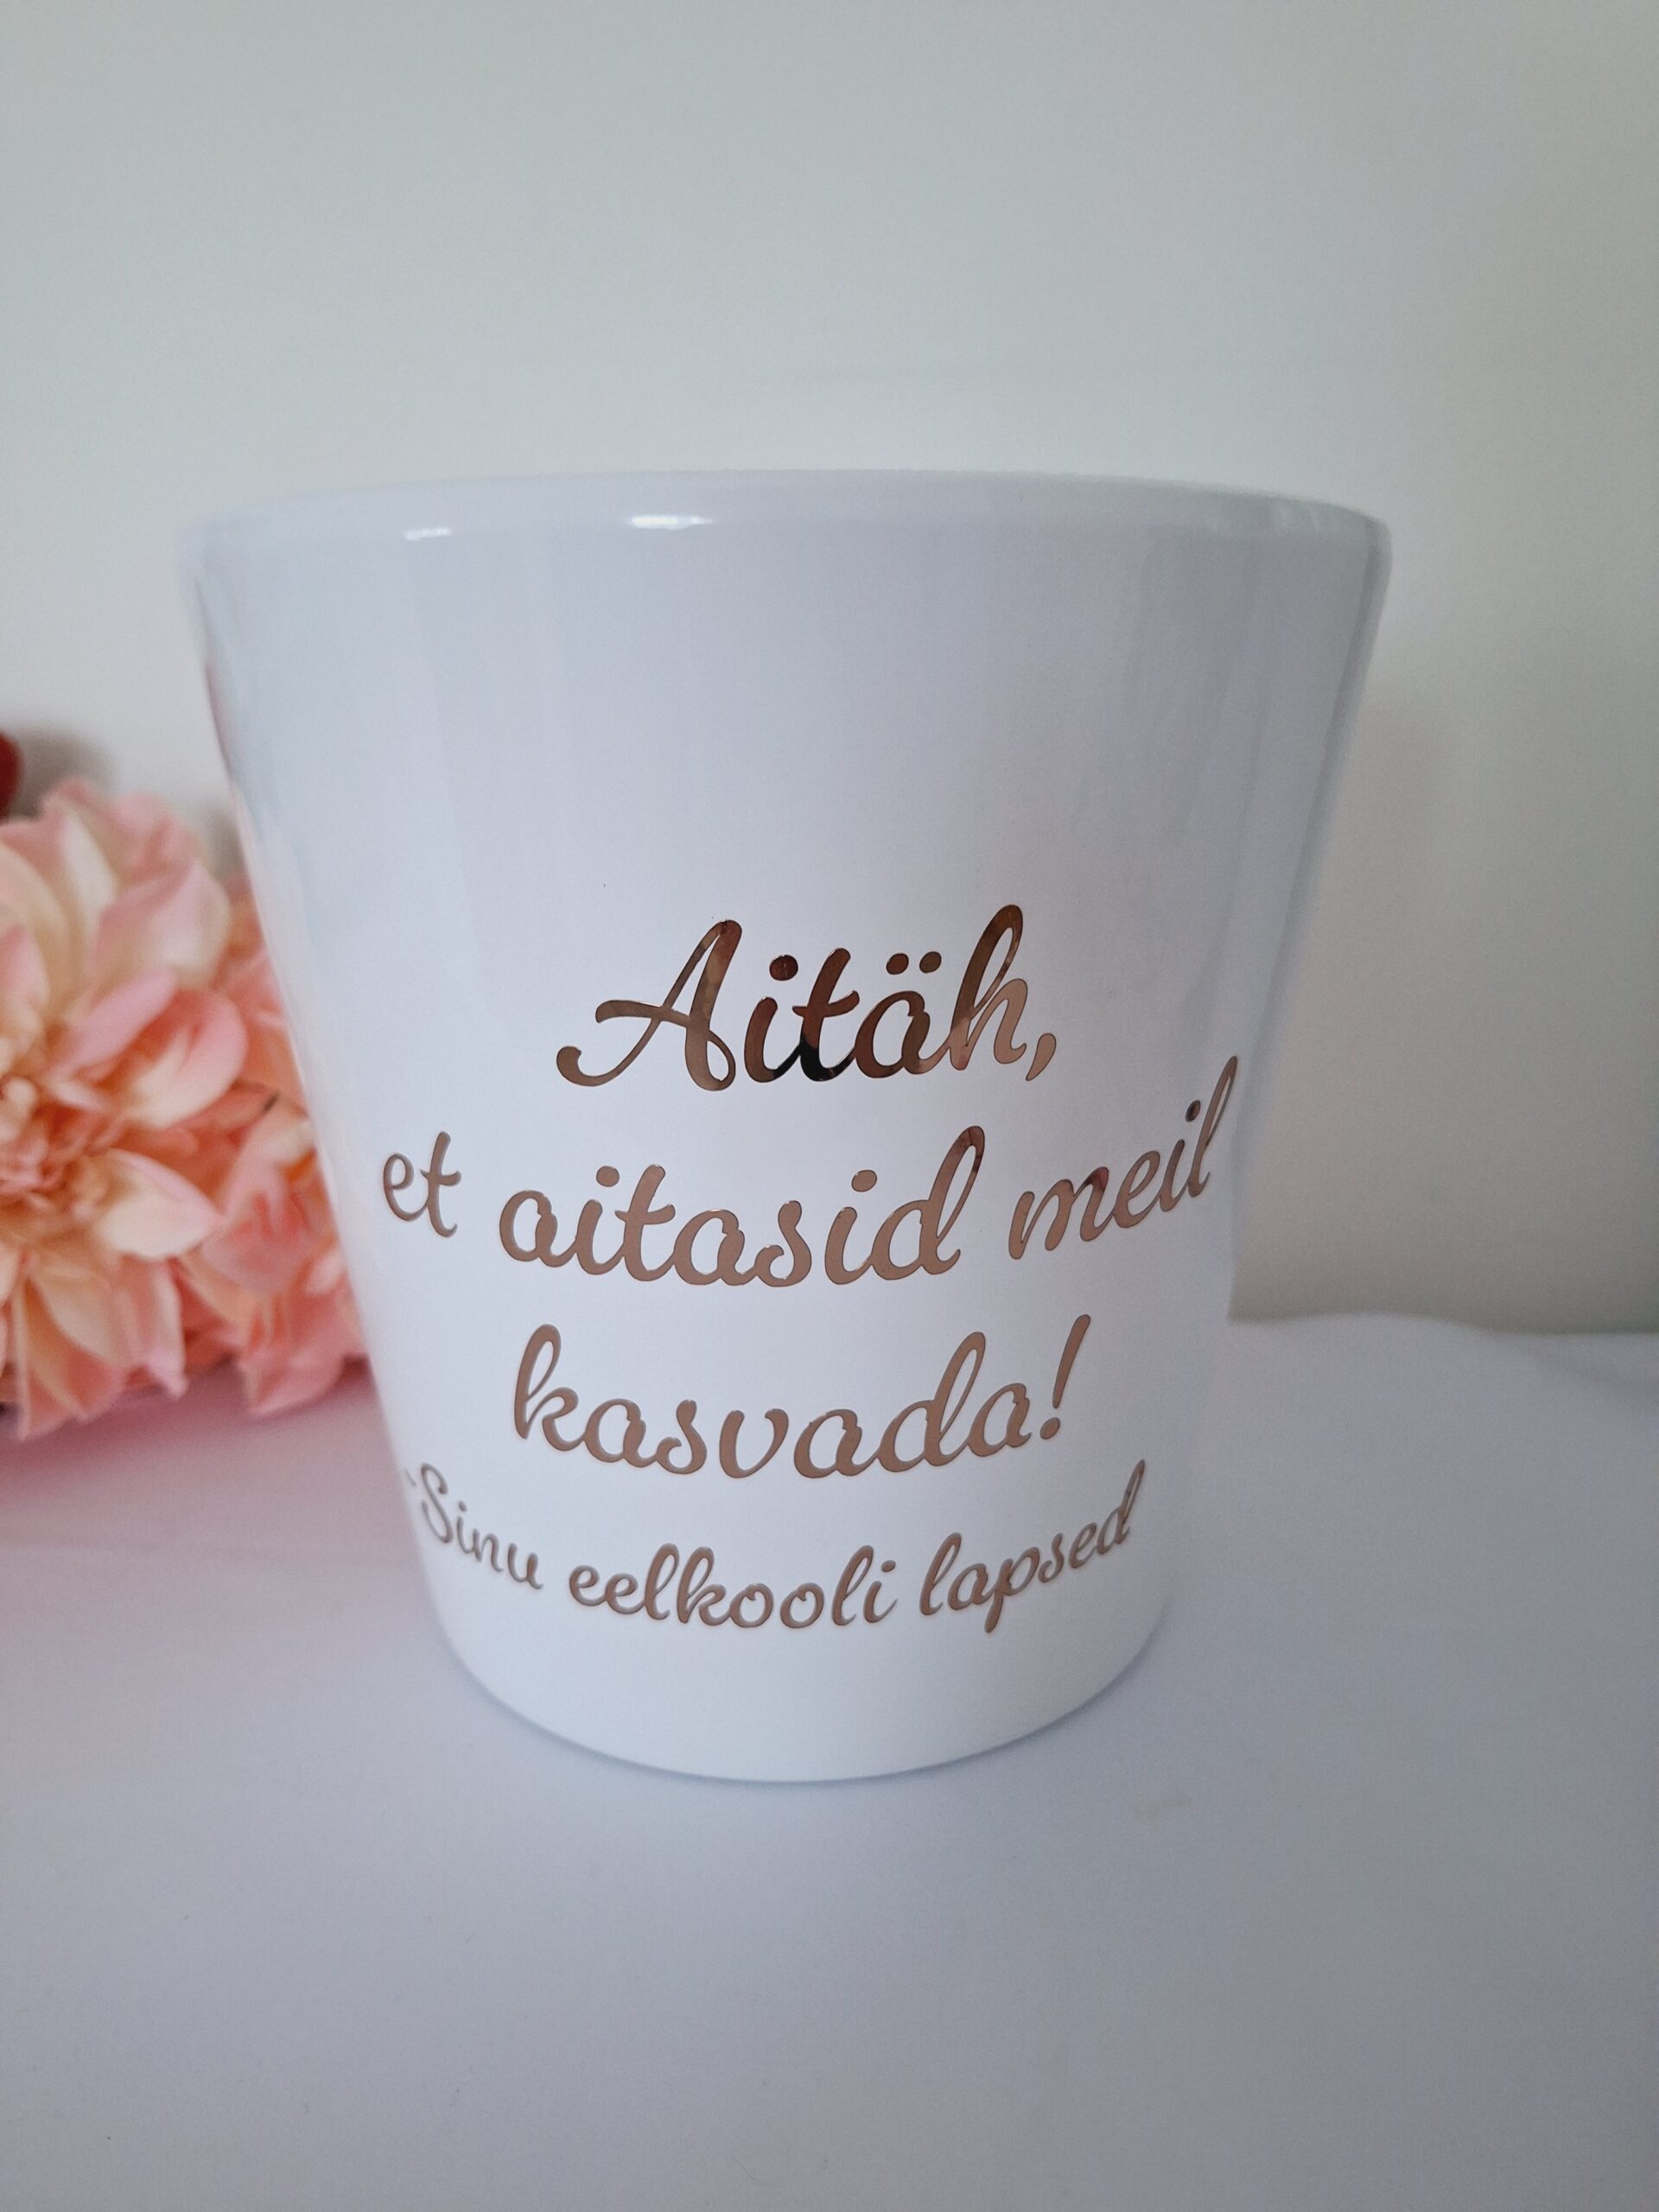 Aitäh,
et aitasid meil
kasvada!
-Sinu eelkooli lapsed